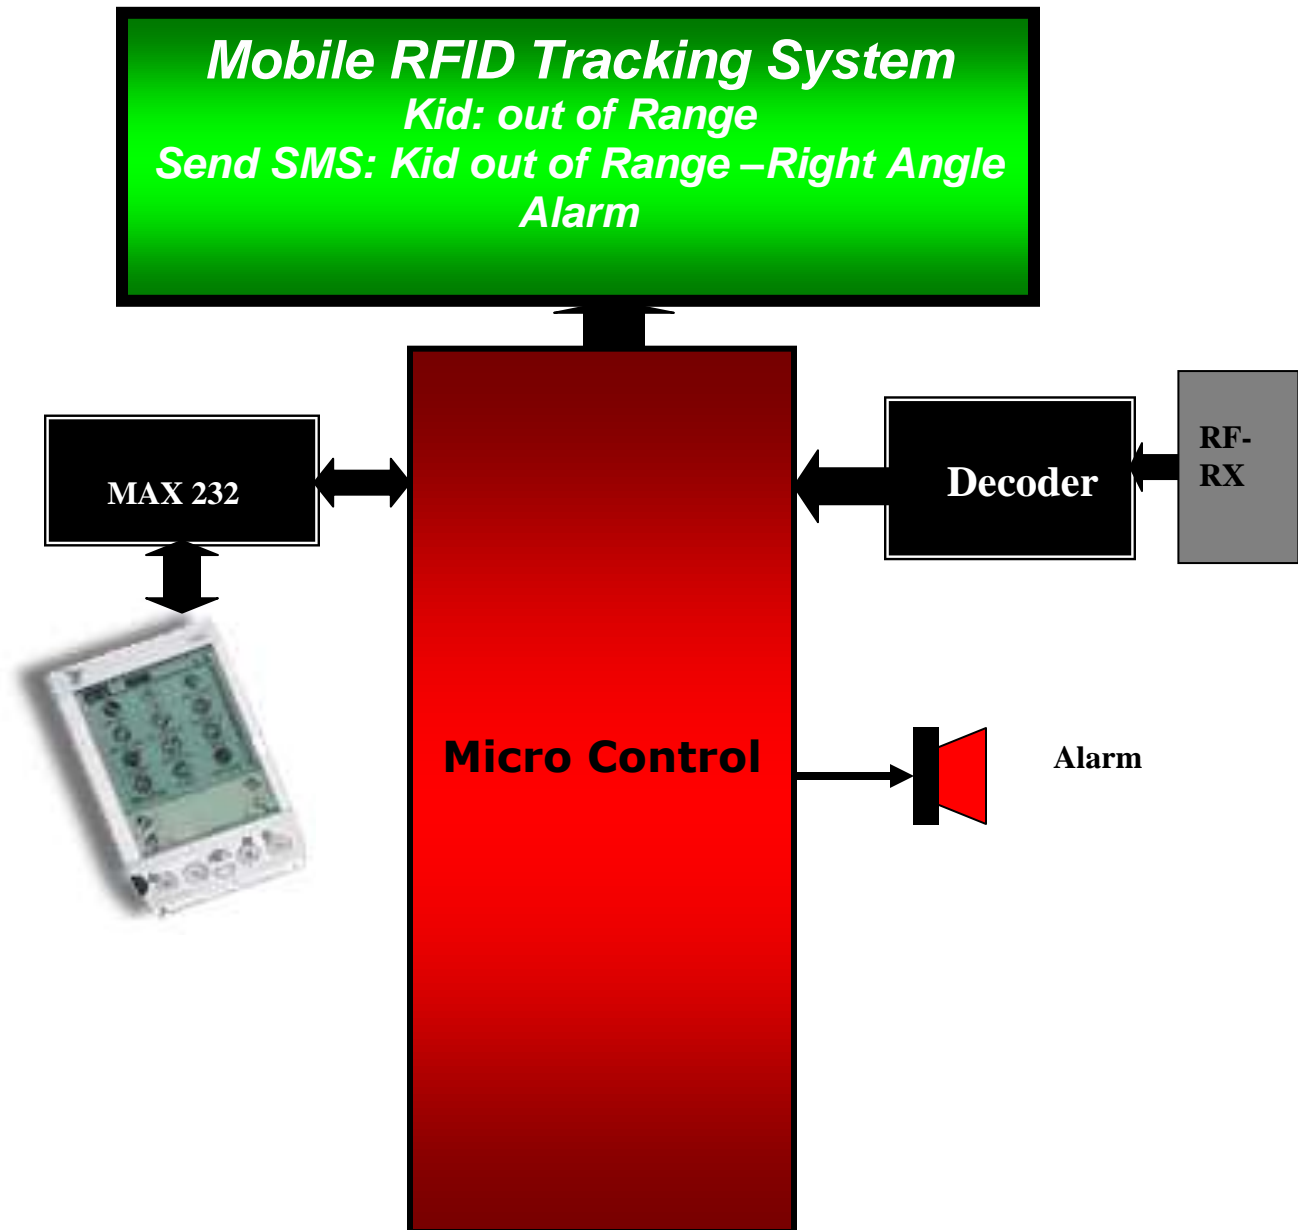 Mobile RFID Tracking System
Kid: out of Range
Send SMS: Kid out of Range –Right Angle
Alarm
MAX 232
Decoder
RF-
RX
Micro Control
Alarm